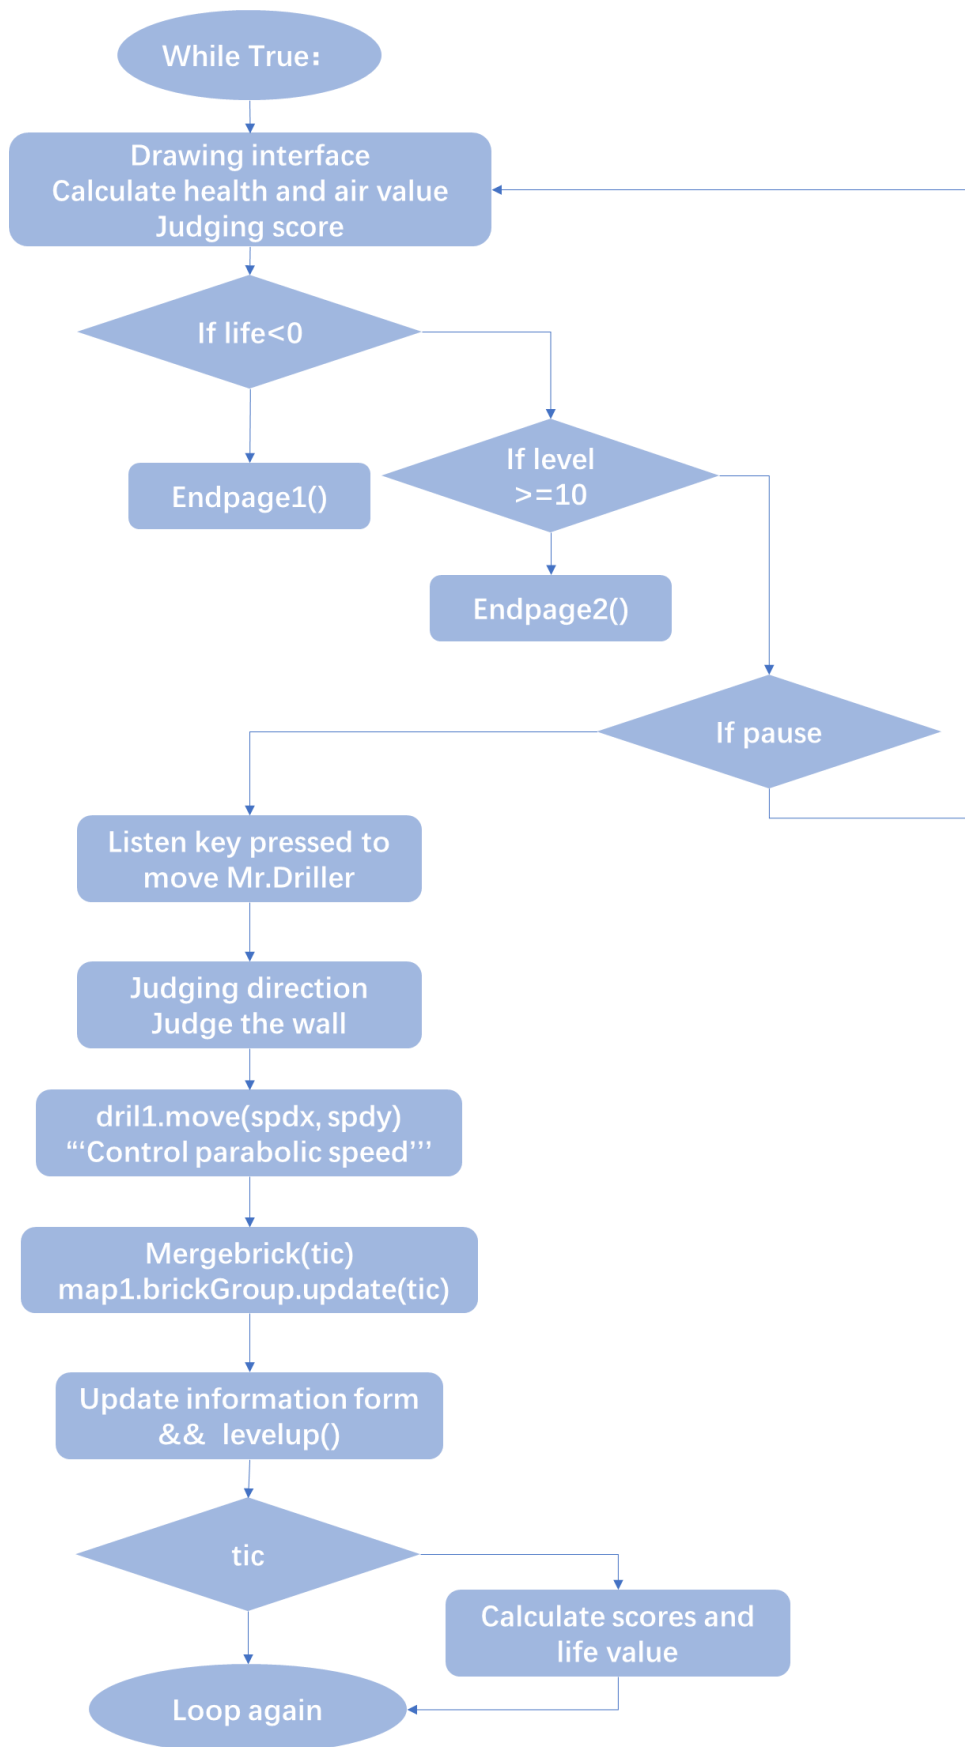 While True:
Drawing interface
Calculate health and air value
Judging score
If life<0
If level
>=10
Endpage1()
Endpage2()
If pause
Listen key pressed to
move Mr.Driller
Judging direction
Judge the wall
dril1.move(spdx, spdy)
“‘Control parabolic speed’’’
Mergebrick(tic)
map1.brickGroup.update(tic)
Update information form
&& levelup()
tic
Calculate scores and
life value
Loop again